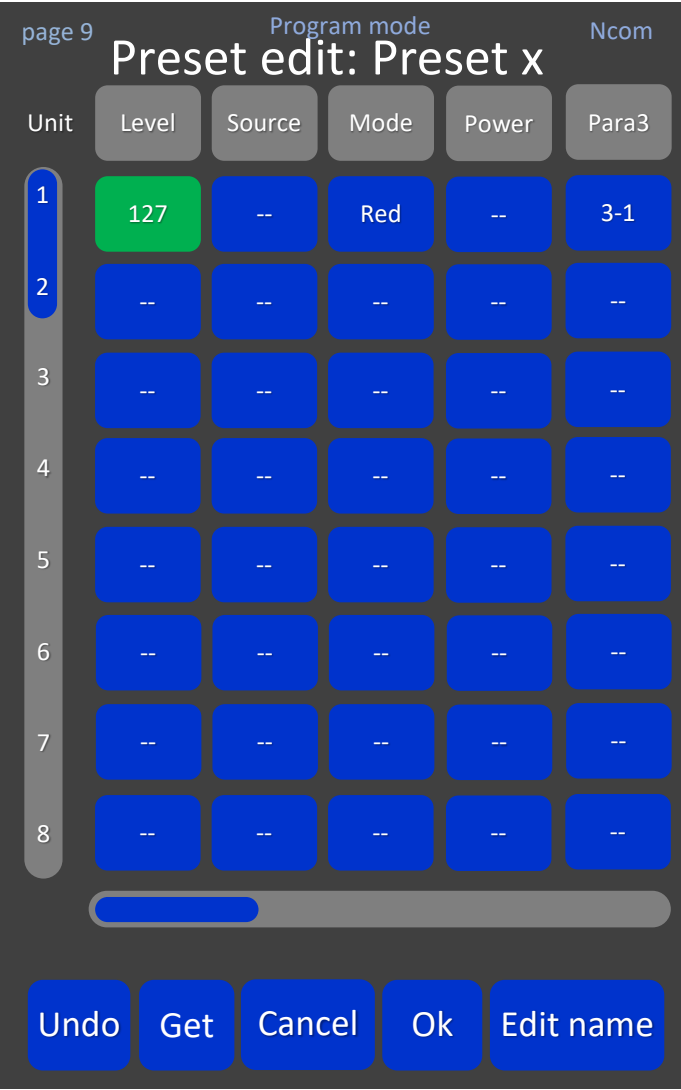 page 9 Program mode Ncom
Preset edit: Preset x
Unit Level Source Mode Power Para3
1 127 -- Red -- 3-1
2 -- -- -- -- --
3 -- -- -- -- --
4 -- -- -- -- --
5 -- -- -- -- --
6 -- -- -- -- --
7 -- -- -- -- --
8 -- -- -- -- --
Undo Get Cancel Ok Edit name